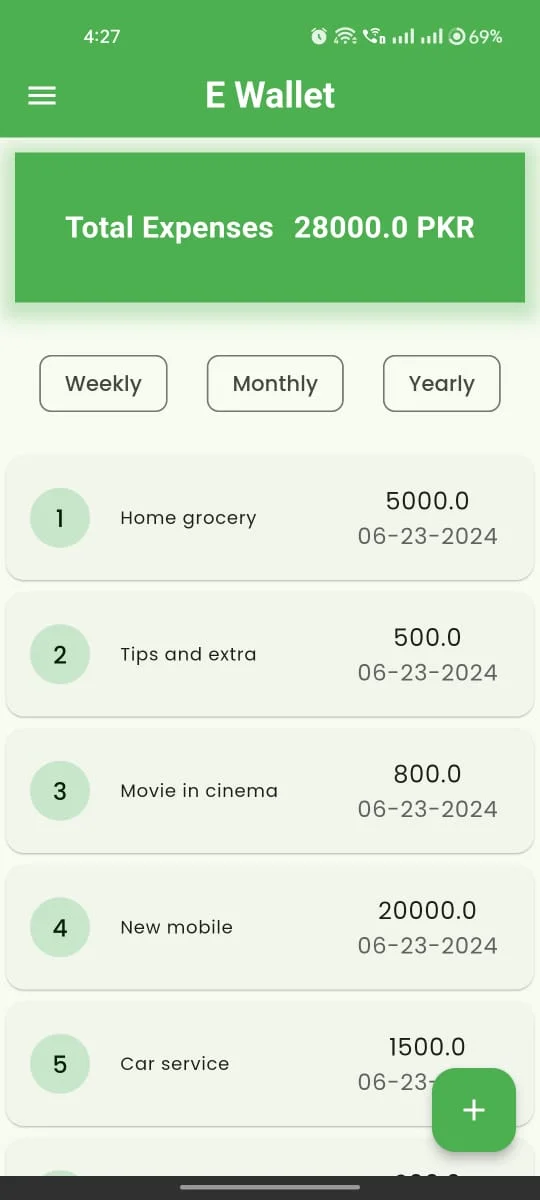 4:27 69%
E Wallet
Total Expenses 28000.0 PKR
Weekly Monthly Yearly
5000.0
1 Home grocery
06-23-2024
500.0
2 Tips and extra
06-23-2024
800.0
3 Movie in cinema
06-23-2024
20000.0
4 New mobile
06-23-2024
1500.0
5 Car service
06-23-
+